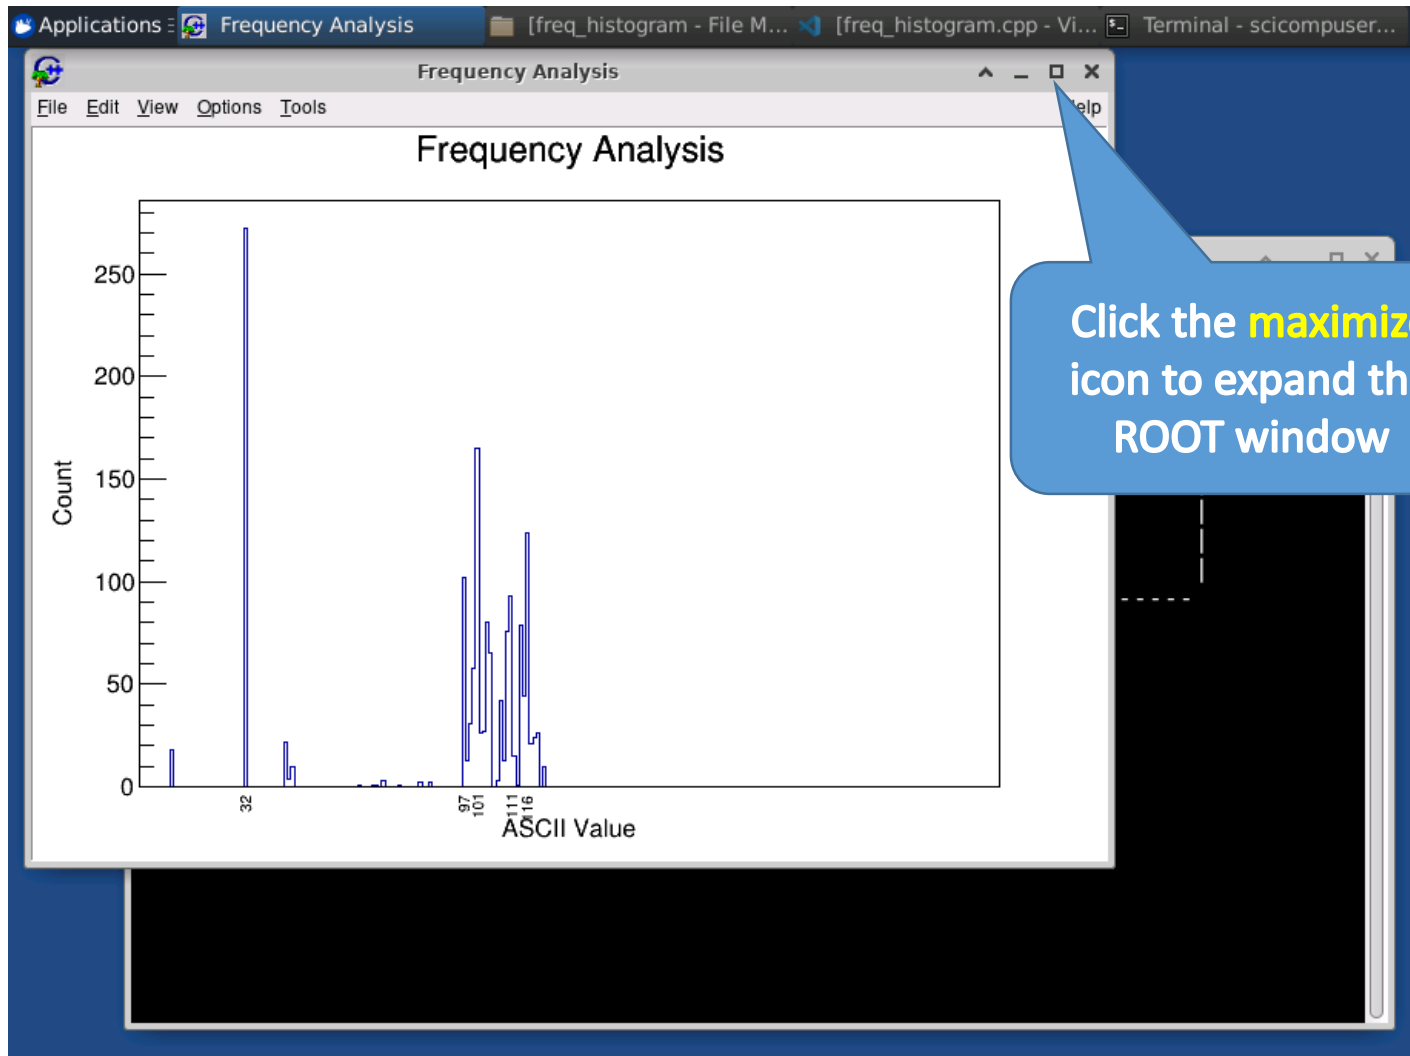 Applications
Frequency Analysis
[freq_histogram - File M...
[freq_histogram.cpp - Vi...
Terminal - scicompuser...
Frequency Analysis
File Edit View Options Tools
Frequency Analysis
250
200
150
100
50
0
Count
32
97
101
111
116
ASCII Value
Click the maximize
icon to expand th
ROOT window